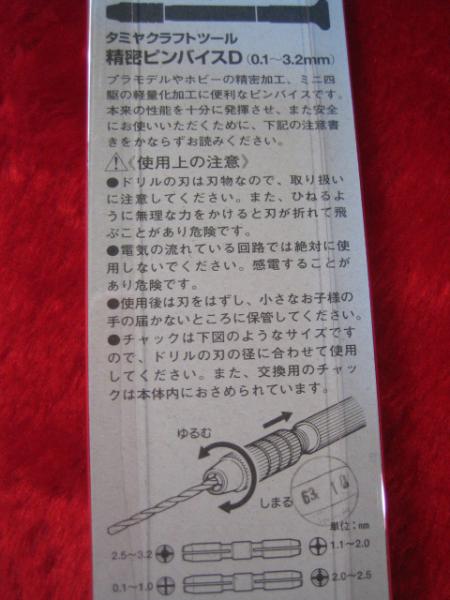 タミヤクラフトツール
精密ピンバイスD(0.1〜3.2mm)
プラモデルやホビーの精密加工、ミニ四
駆の軽量化加工に便利なピンバイスです。
本来の性能を十分に発揮させ、また安全
にお使いいただくために、下記の注意書
きをかならずお読みください。
⚠《使用上の注意》
●ドリルの刃は刃物なので、取り扱い
に注意してください。また、ひねるよ
うに無理な力をかけると刃が折れて飛
ぶことがあり危険です。
●電気の流れている回路では絶対に使
用しないでください。感電することが
あり危険です。
●使用後は刃をはずし、小さなお子様の
手の届かないところに保管してください。
●チャックは下図のようなサイズです
ので、ドリルの刃の径に合わせて使用
してください。また、交換用のチャッ
クは本体内におさめられています。
ゆるむ
しまる
単位:mm
2.5〜3.2 1.1〜2.0
0.1〜1.0 2.0〜2.5